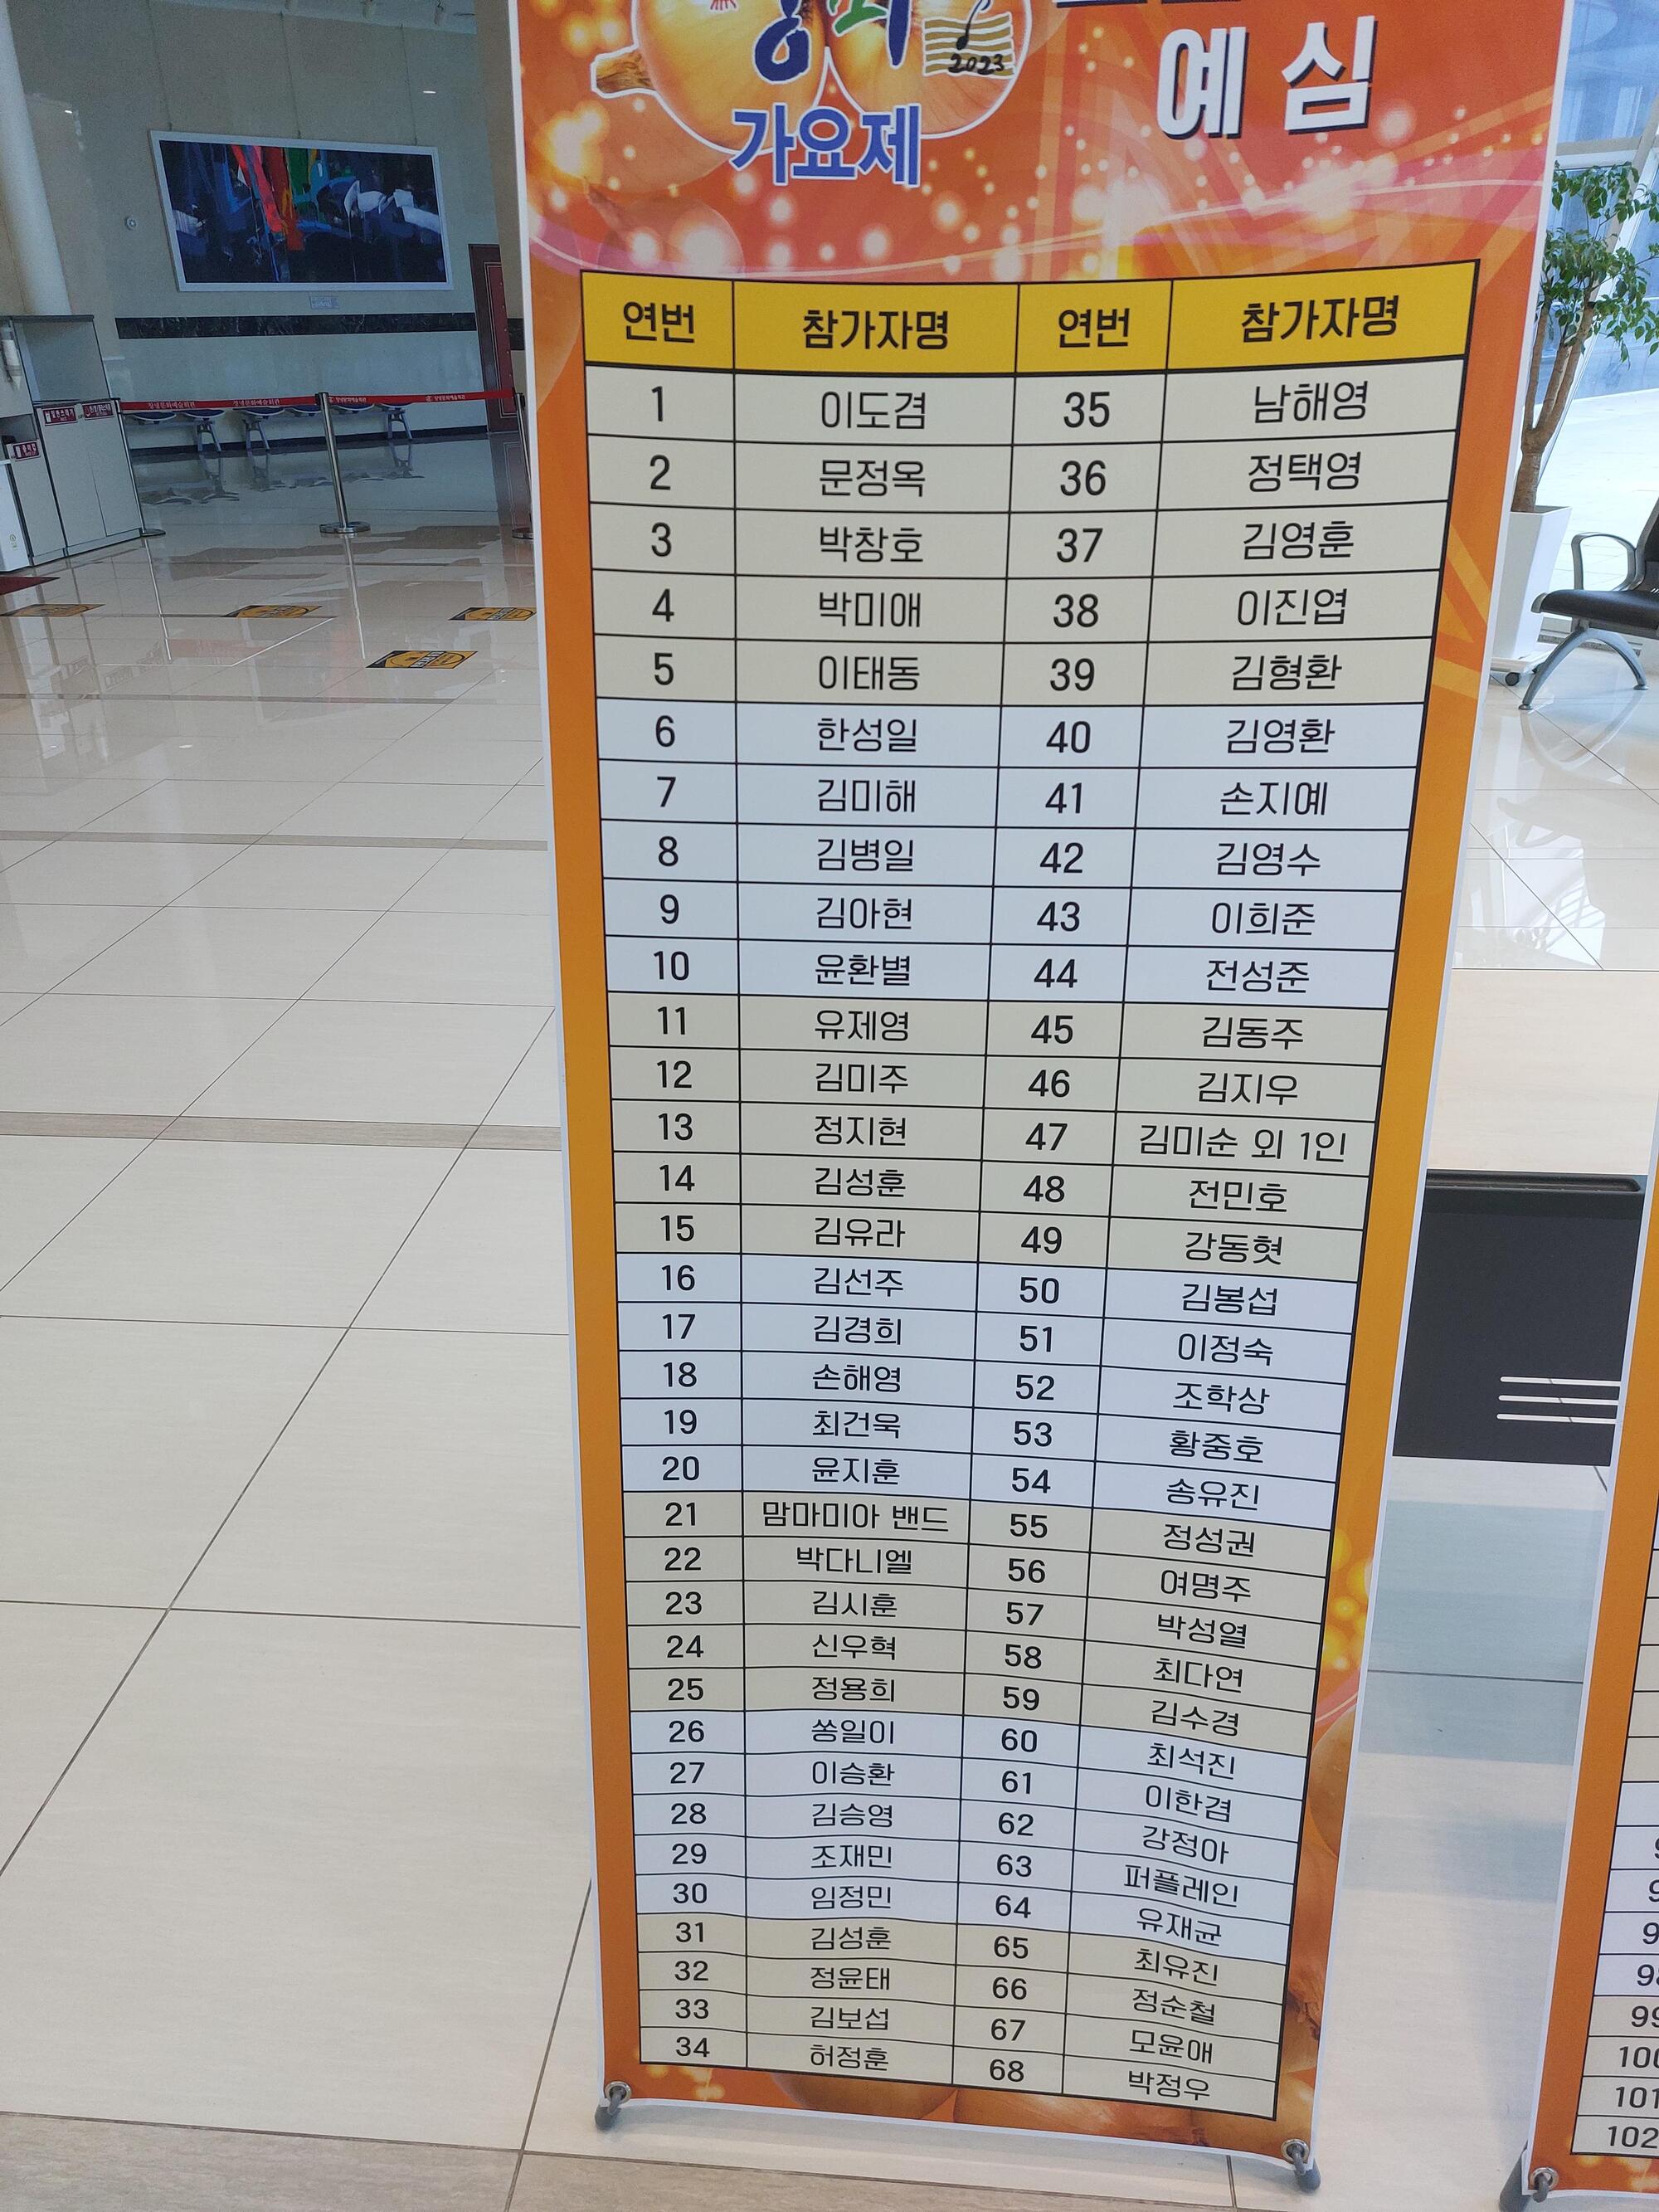 2023
가요제
예심
연번 참가자명 연번 참가자명
1 이도겸 35 남해영
2 문정옥 36 정택영
3 박창호 37 김영훈
4 박미애 38 이진엽
5 이태동 39 김형환
6 한성일 40 김영환
7 김미해 41 손지예
8 김병일 42 김영수
9 김아현 43 이희준
10 윤환별 44 전성준
11 유제영 45 김동주
12 김미주 46 김지우
13 정지현 47 김미순 외 1인
14 김성훈 48 전민호
15 김유라 49 강동혓
16 김선주 50 김봉섭
17 김경희 51 이정숙
18 손해영 52 조학상
19 최건욱 53 황중호
20 윤지훈 54 송유진
21 맘마미아 밴드 55 정성권
22 박다니엘 56 여명주
23 김시훈 57 박성열
24 신우혁 58 최다연
25 정용희 59 김수경
26 쏭일이 60 최석진
27 이승환 61 이한겸
28 김승영 62 강정아
29 조재민 63 퍼플레인
30 임정민 64 유재균
31 김성훈 65 최유진
32 정윤태 66 정순철
33 김보섭 67 모윤애
34 허정훈 68 박정우
99
100
101
102